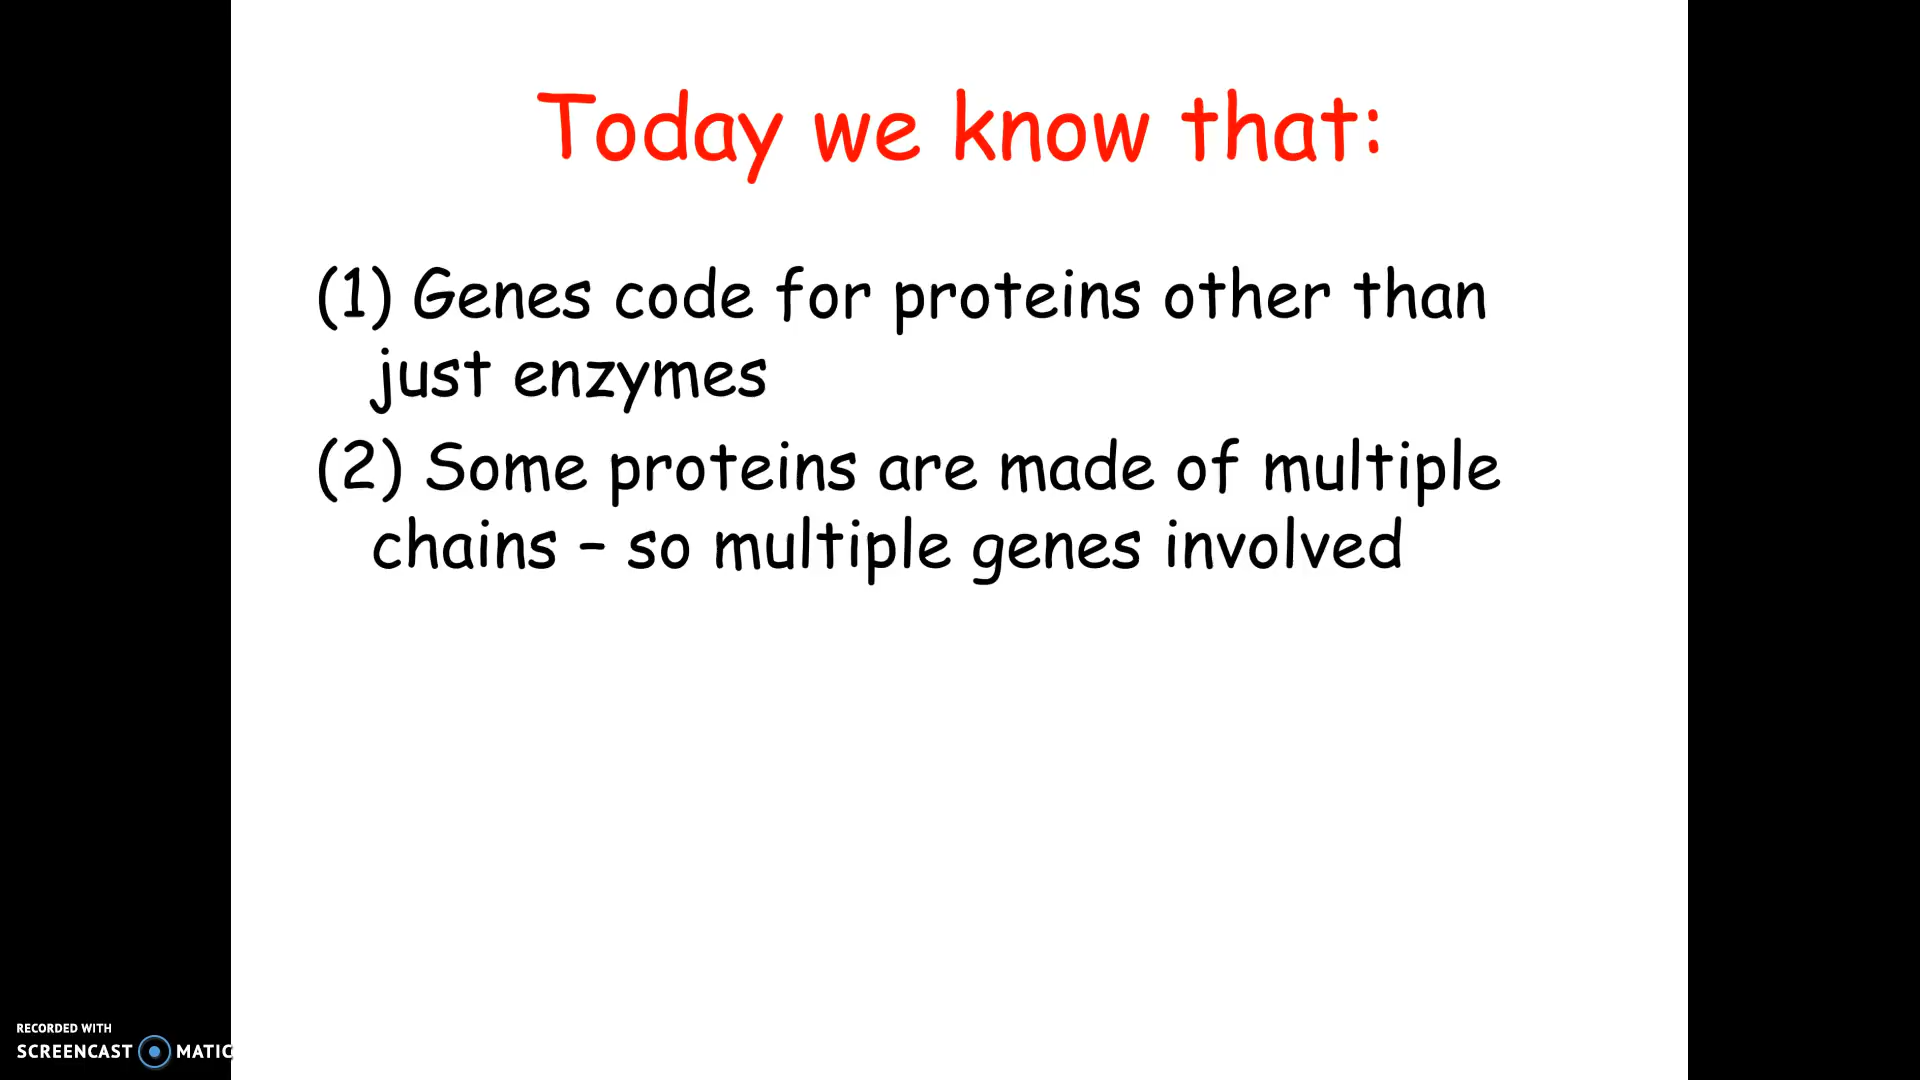 Today we know that:
(1) Genes code for proteins other than
just enzymes
(2) Some proteins are made of multiple
chains – so multiple genes involved
RECORDED WITH
SCREENCAST MATIC